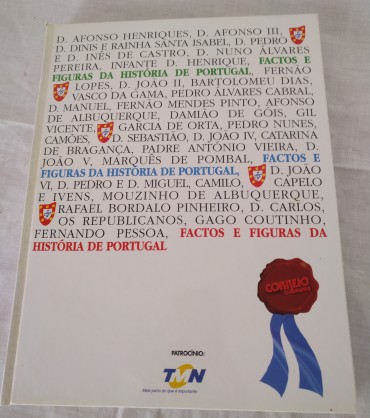 D. AFONSO HENRIQUES, D. AFONSO III,
D. DINIS E RAINHA SANTA ISABEL, D. PEDRO
E D. INÊS DE CASTRO, D. NUNO ÁLVARES
PEREIRA, INFANTE D. HENRIQUE, FACTOS E
FIGURAS DA HISTÓRIA DE PORTUGAL, FERNÃO
LOPES, D. JOÃO II, BARTOLOMEU DIAS,
VASCO DA GAMA, PEDRO ÁLVARES CABRAL,
D. MANUEL, FERNÃO MENDES PINTO, AFONSO
DE ALBUQUERQUE, DAMIÃO DE GÓIS, GIL
VICENTE, GARCIA DE ORTA, PEDRO NUNES,
CAMÕES, D. SEBASTIÃO, D. JOÃO IV, CATARINA
DE BRAGANÇA, PADRE ANTÓNIO VIEIRA, D.
JOÃO V, MARQUÊS DE POMBAL, FACTOS E
FIGURAS DA HISTÓRIA DE PORTUGAL, D. JOÃO
VI, D. PEDRO E D. MIGUEL, CAMILO, CAPELO
E IVENS, MOUZINHO DE ALBUQUERQUE,
RAFAEL BORDALO PINHEIRO, D. CARLOS,
OS REPUBLICANOS, GAGO COUTINHO,
FERNANDO PESSOA, FACTOS E FIGURAS DA
HISTÓRIA DE PORTUGAL
CORREIO
PATROCÍNIO:
TMN
Mais perto do que é importante